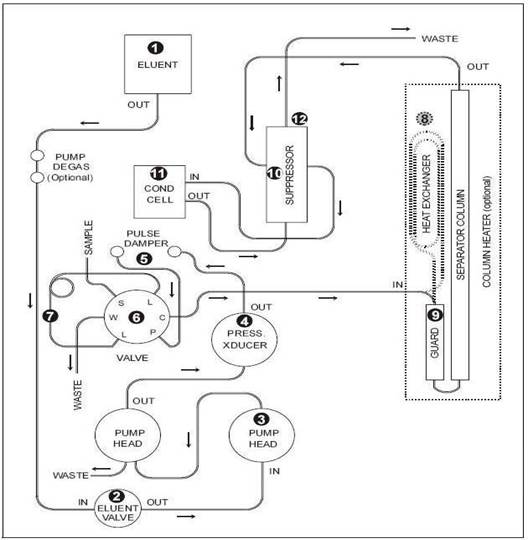 1
ELUENT
OUT
PUMP
DEGAS
(Optional)
WASTE
OUT
12
10
SUPPRESSOR
11
COND
CELL
IN
OUT
8
HEAT EXCHANGER
SEPARATOR COLUMN
COLUMN HEATER (optional)
IN
9
GUARD
SAMPLE
PULSE
DAMPER
5
7
S
L
W
6
C
L
P
VALVE
WASTE
OUT
4
PRESS.
XDUCER
OUT
PUMP
HEAD
WASTE
3
PUMP
HEAD
IN
IN
2
ELUENT
VALVE
OUT